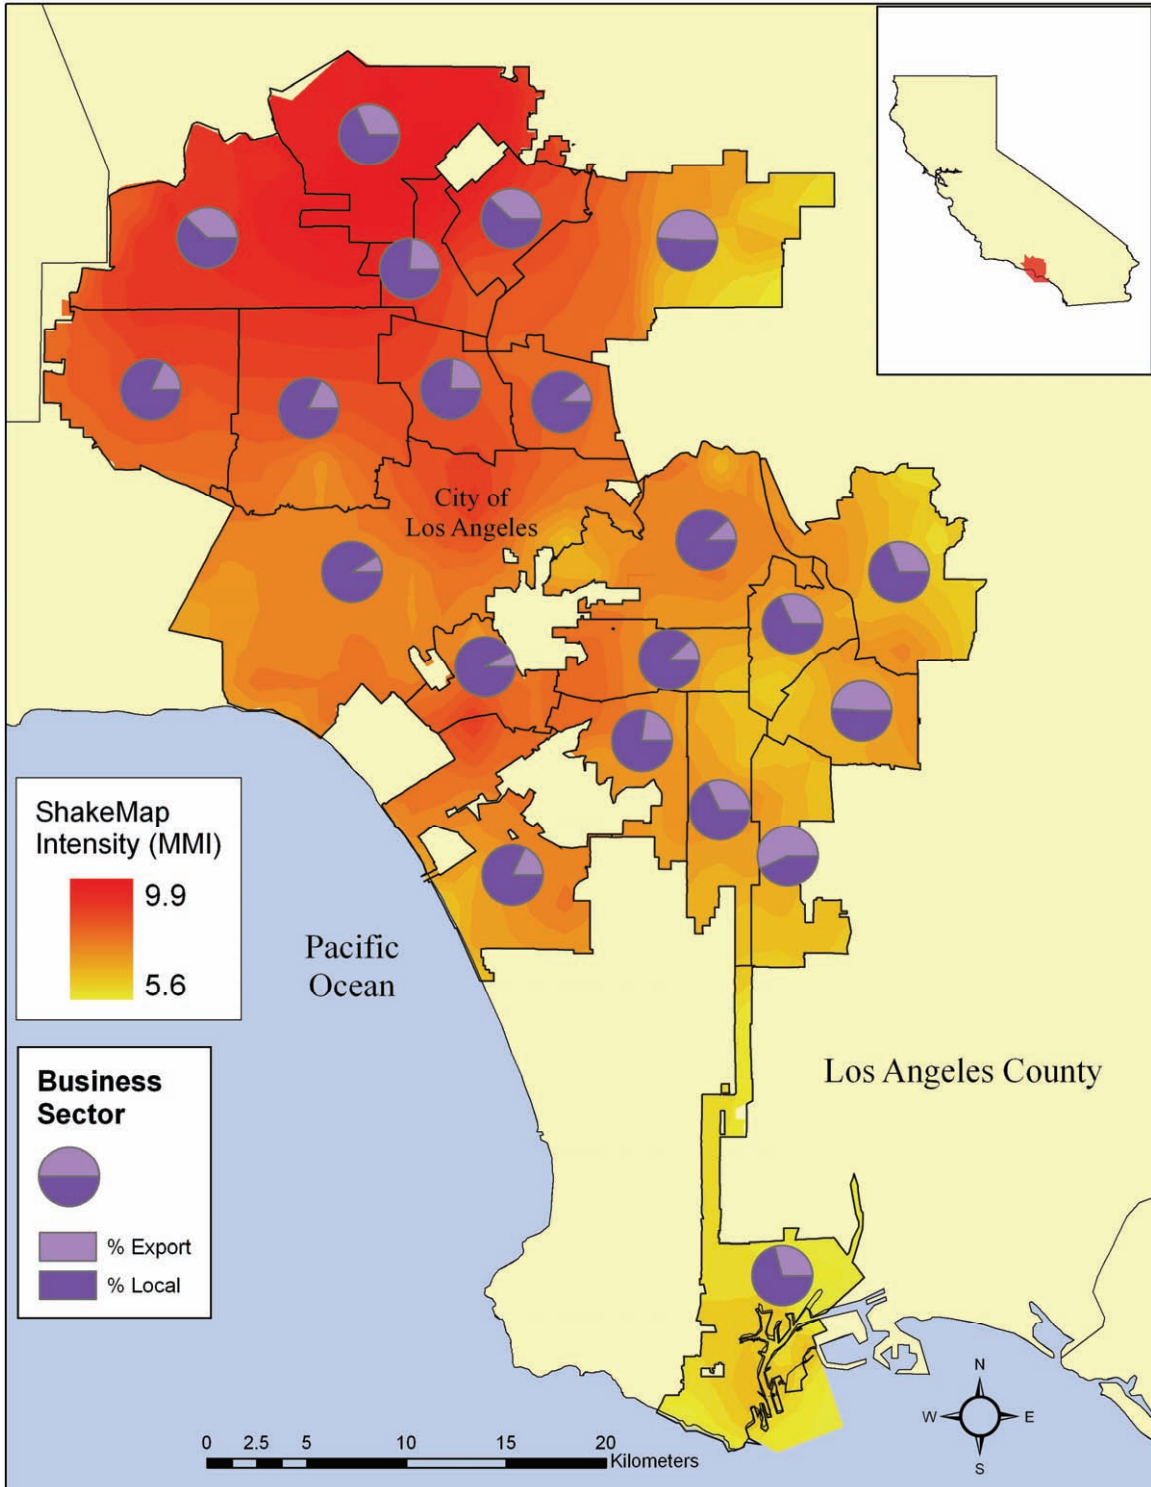 City of
Los Angeles
ShakeMap
Intensity (MMI)
9.9
5.6
Pacific
Ocean
Business
Sector
% Export
% Local
Los Angeles County
0 2.5 5 10 15 20
Kilometers
N
W E
S